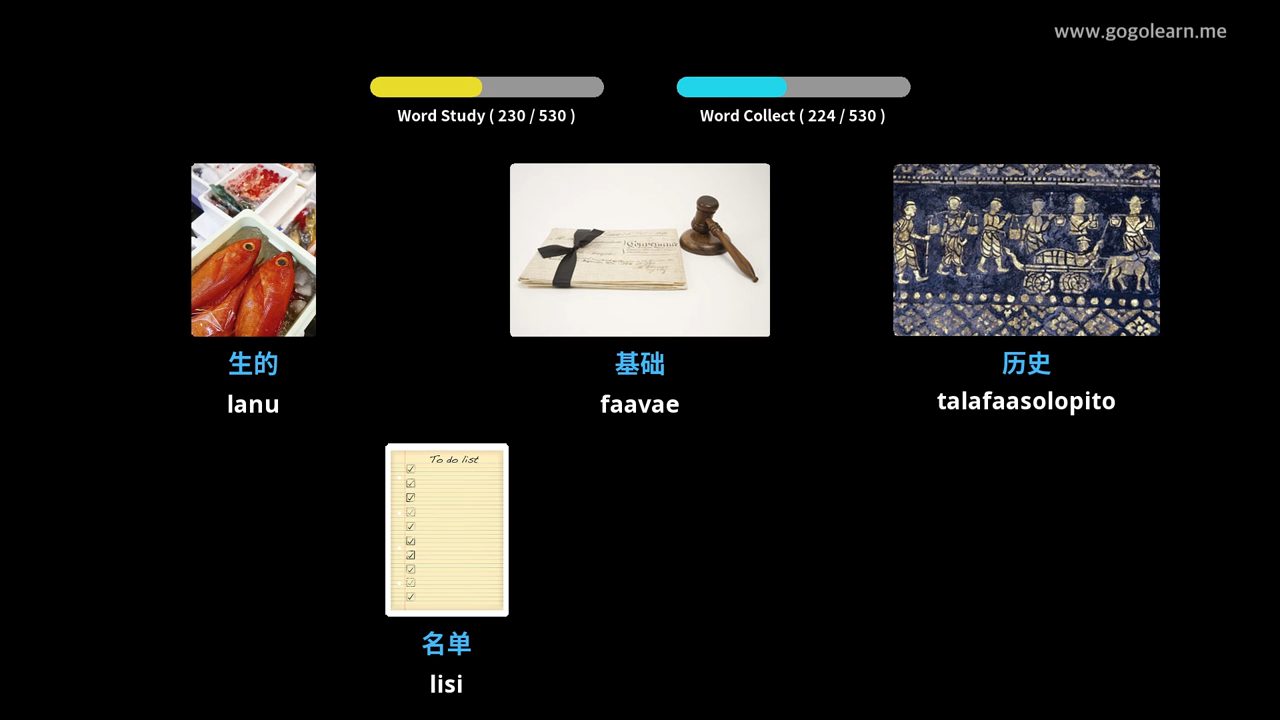 www.gogolearn.me
Word Study ( 230 / 530 )
Word Collect ( 224 / 530 )
生的
lanu
基础
faavae
历史
talafaasolopito
To do list
名单
lisi